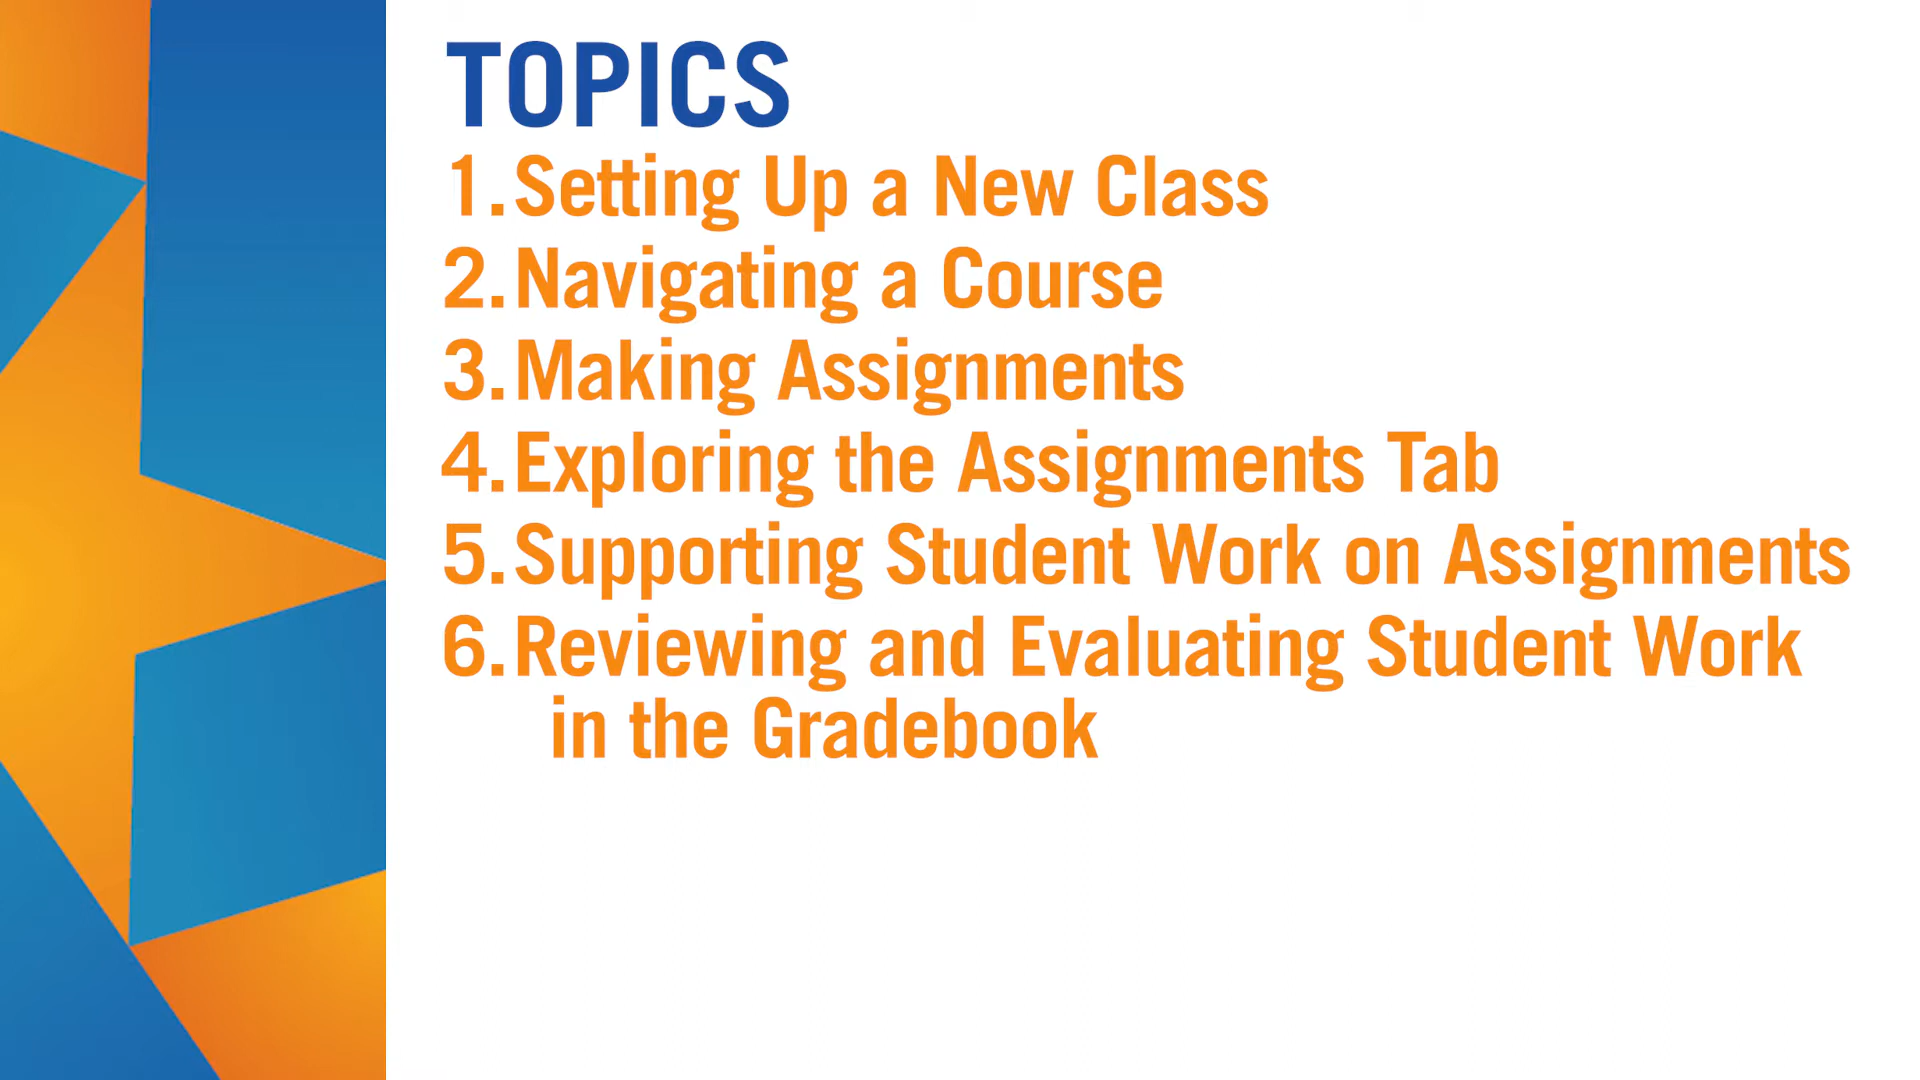 TOPICS
1. Setting Up a New Class
2. Navigating a Course
3. Making Assignments
4. Exploring the Assignments Tab
5. Supporting Student Work on Assignments
6. Reviewing and Evaluating Student Work
in the Gradebook